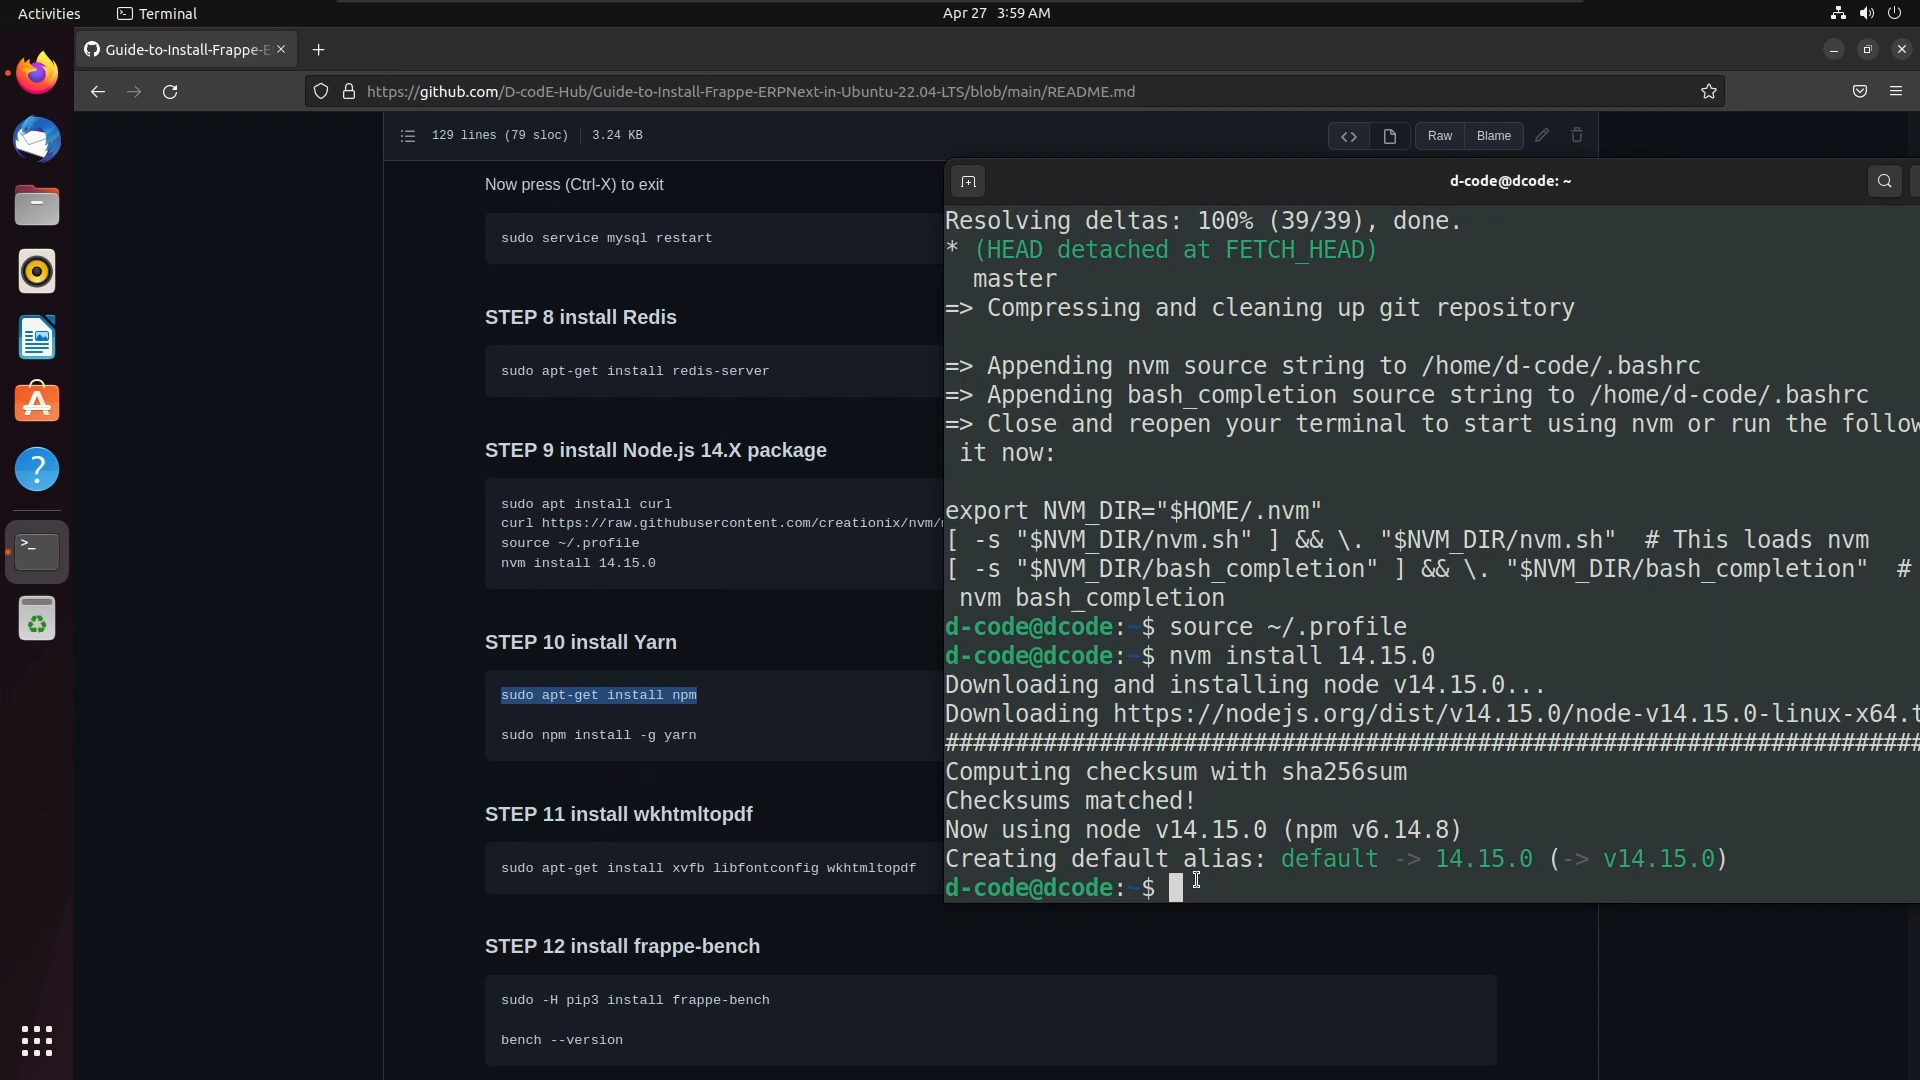 Activities
Terminal
Apr 27 3:59 AM
Guide-to-Install-Frappe-E
https://github.com/D-codE-Hub/Guide-to-Install-Frappe-ERPNext-in-Ubuntu-22.04-LTS/blob/main/README.md
129 lines (79 sloc)
3.24 KB
Raw
Blame
Now press (Ctrl-X) to exit
sudo service mysql restart
STEP 8 install Redis
sudo apt-get install redis-server
STEP 9 install Node.js 14.X package
sudo apt install curl
curl https://raw.githubusercontent.com/creationix/nvm/
source ~/.profile
nvm install 14.15.0
STEP 10 install Yarn
sudo apt-get install npm
sudo npm install -g yarn
STEP 11 install wkhtmltopdf
sudo apt-get install xvfb libfontconfig wkhtmltopdf
STEP 12 install frappe-bench
sudo -H pip3 install frappe-bench
bench --version
d-code@dcode: ~
Resolving deltas: 100% (39/39), done.
* (HEAD detached at FETCH_HEAD)
master
=> Compressing and cleaning up git repository
=> Appending nvm source string to /home/d-code/.bashrc
=> Appending bash_completion source string to /home/d-code/.bashrc
=> Close and reopen your terminal to start using nvm or run the follow
it now:
export NVM_DIR="$HOME/.nvm"
[ -s "$NVM_DIR/nvm.sh" ] && \. "$NVM_DIR/nvm.sh"  # This loads nvm
[ -s "$NVM_DIR/bash_completion" ] && \. "$NVM_DIR/bash_completion"  #
nvm bash_completion
d-code@dcode:~$ source ~/.profile
d-code@dcode:~$ nvm install 14.15.0
Downloading and installing node v14.15.0...
Downloading https://nodejs.org/dist/v14.15.0/node-v14.15.0-linux-x64.t
######################################################################
Computing checksum with sha256sum
Checksums matched!
Now using node v14.15.0 (npm v6.14.8)
Creating default alias: default -> 14.15.0 (-> v14.15.0)
d-code@dcode:~$